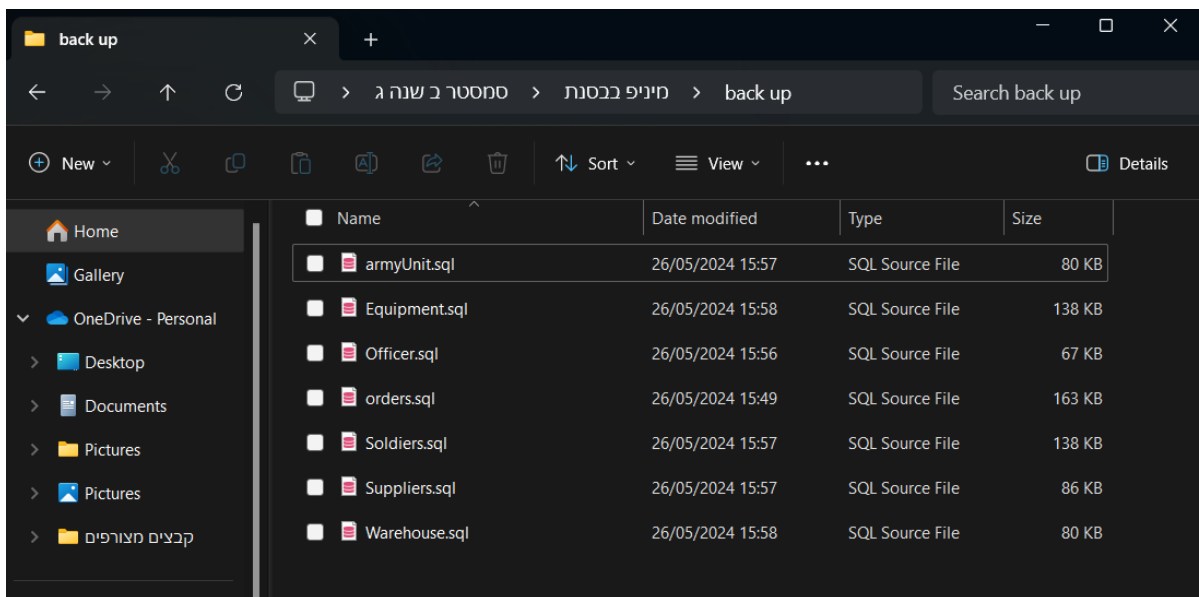 back up
סמסטר ב שנה ג > מיניפ בבסנת > back up
Search back up
New
Sort
View
Details
Home
Gallery
OneDrive - Personal
Desktop
Documents
Pictures
Pictures
קבצים מצורפים
Name Date modified Type Size
armyUnit.sql 26/05/2024 15:57 SQL Source File 80 KB
Equipment.sql 26/05/2024 15:58 SQL Source File 138 KB
Officer.sql 26/05/2024 15:56 SQL Source File 67 KB
orders.sql 26/05/2024 15:49 SQL Source File 163 KB
Soldiers.sql 26/05/2024 15:57 SQL Source File 138 KB
Suppliers.sql 26/05/2024 15:57 SQL Source File 86 KB
Warehouse.sql 26/05/2024 15:58 SQL Source File 80 KB